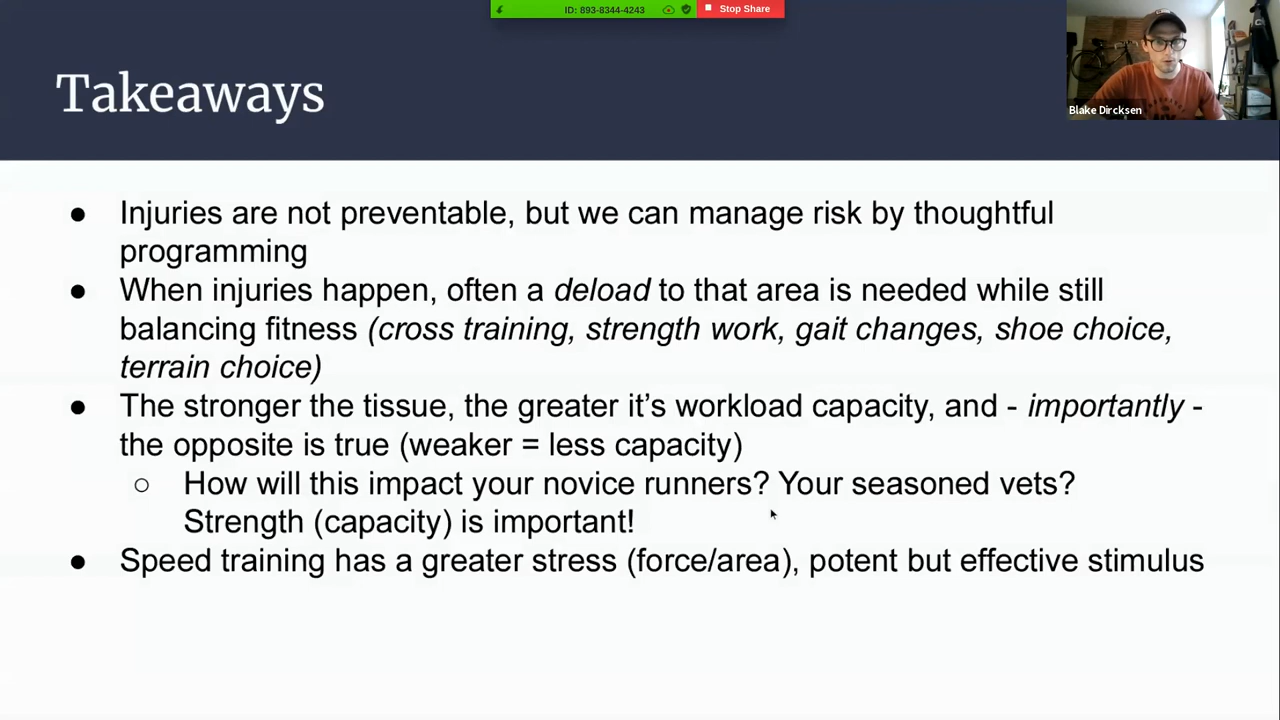 ID: 893-8344-4243
Stop Share
Takeaways
Blake Dircksen
● Injuries are not preventable, but we can manage risk by thoughtful
programming
● When injuries happen, often a deload to that area is needed while still
balancing fitness (cross training, strength work, gait changes, shoe choice,
terrain choice)
● The stronger the tissue, the greater it's workload capacity, and - importantly -
the opposite is true (weaker = less capacity)
○ How will this impact your novice runners? Your seasoned vets?
Strength (capacity) is important!
● Speed training has a greater stress (force/area), potent but effective stimulus